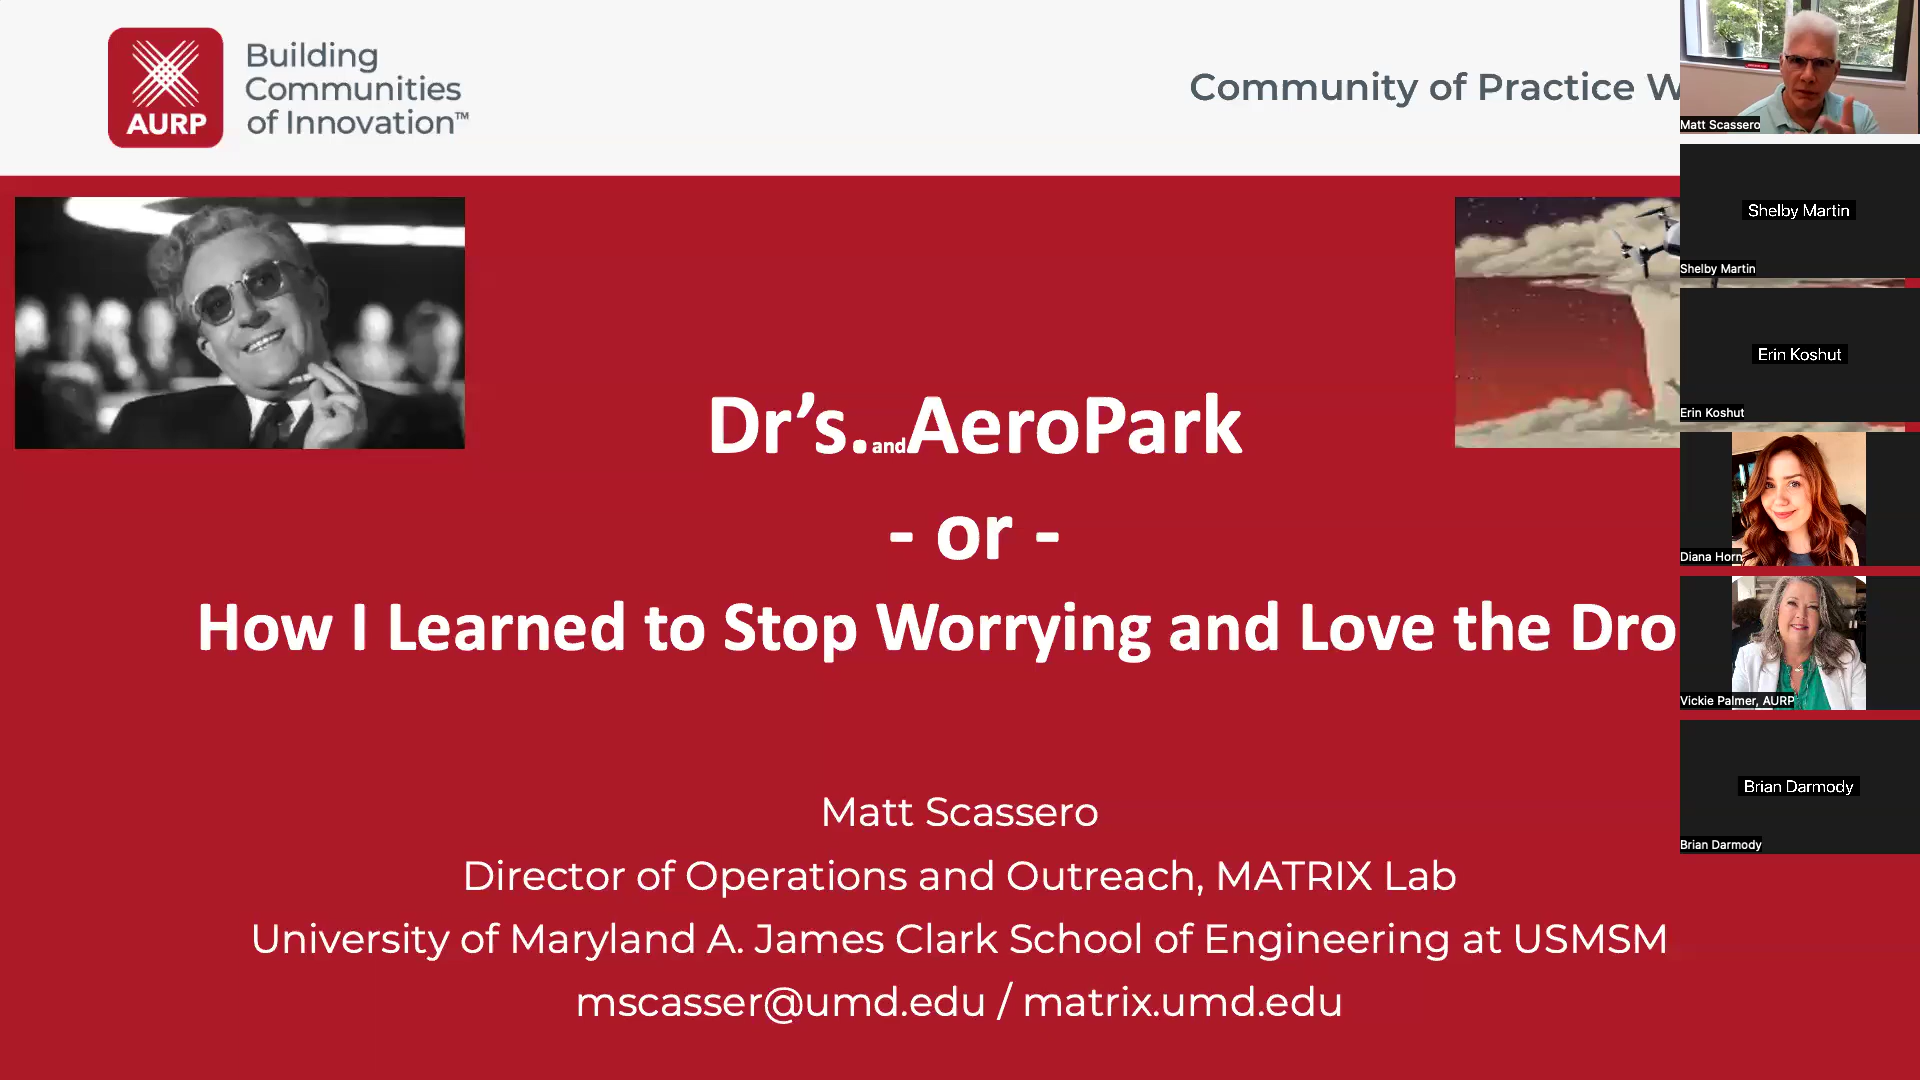 Building
Communities
of Innovation™
AURP
Community of Practice W
Dr’s.andAeroPark
- or -
How I Learned to Stop Worrying and Love the Dro
Matt Scassero
Director of Operations and Outreach, MATRIX Lab
University of Maryland A. James Clark School of Engineering at USMSM
mscasser@umd.edu / matrix.umd.edu
Matt Scassero
Shelby Martin
Shelby Martin
Erin Koshut
Erin Koshut
Diana Horn
Vickie Palmer, AURP
Brian Darmody
Brian Darmody